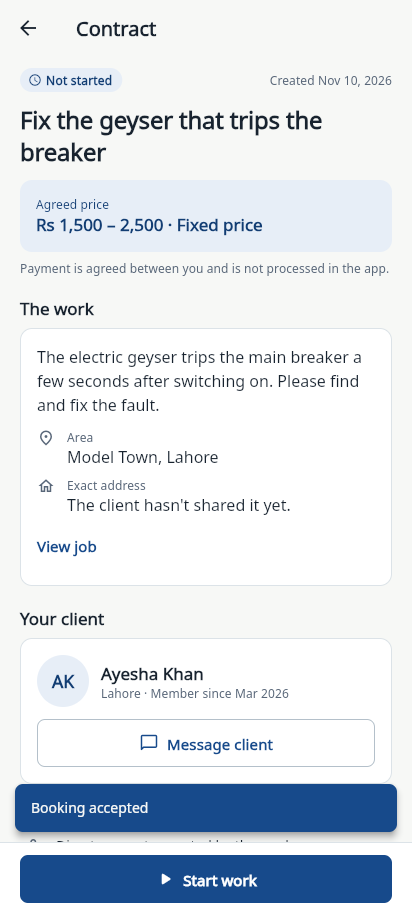 Contract
Not started
Created Nov 10, 2026
Fix the geyser that trips the
breaker
Agreed price
Rs 1,500 – 2,500 · Fixed price
Payment is agreed between you and is not processed in the app.
The work
The electric geyser trips the main breaker a
few seconds after switching on. Please find
and fix the fault.
Area
Model Town, Lahore
Exact address
The client hasn't shared it yet.
View job
Your client
AK
Ayesha Khan
Lahore · Member since Mar 2026
Message client
Booking accepted
Start work